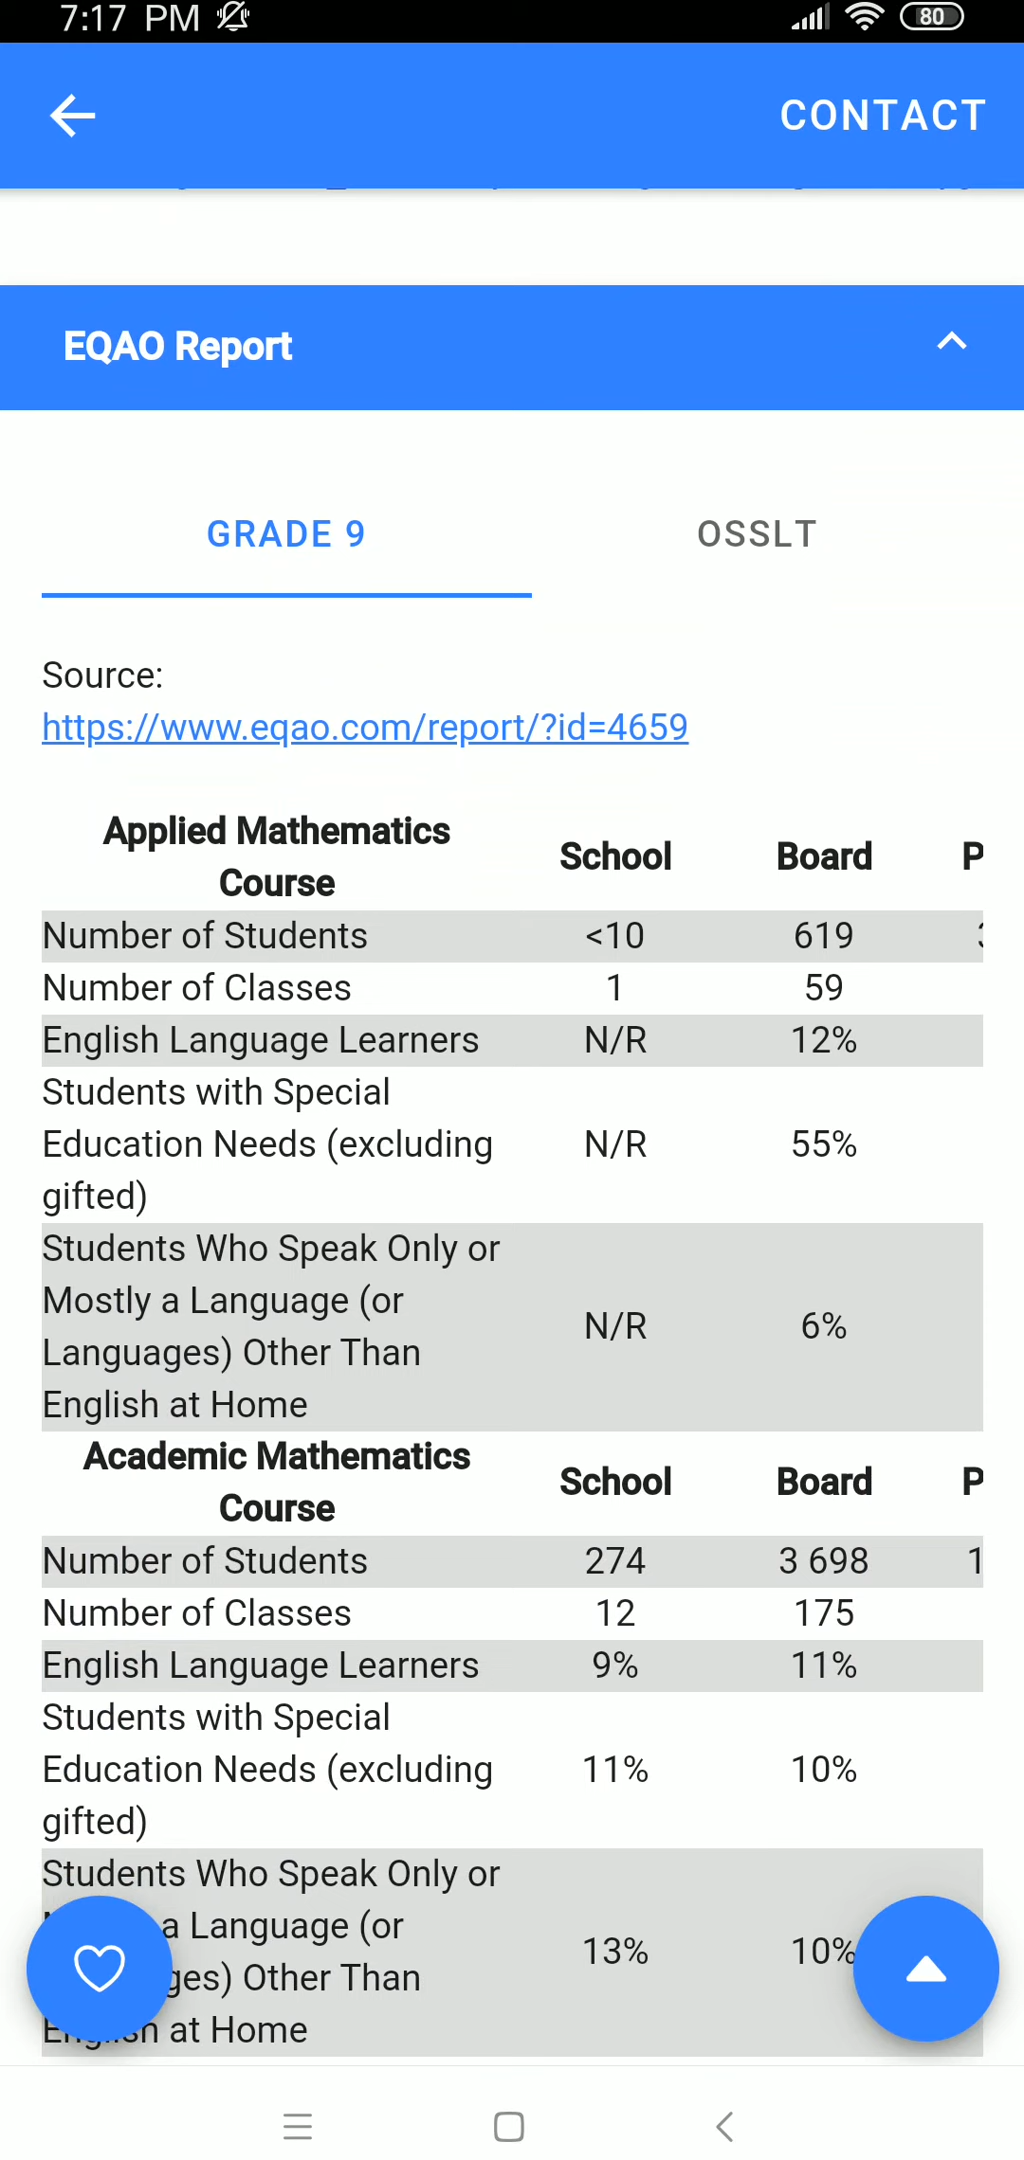 7:17 PM 80
CONTACT
EQAO Report
GRADE 9 OSSLT
Source:
https://www.eqao.com/report/?id=4659
Applied Mathematics
Course School Board P
Number of Students <10 619
Number of Classes 1 59
English Language Learners N/R 12%
Students with Special
Education Needs (excluding N/R 55%
gifted)
Students Who Speak Only or
Mostly a Language (or
Languages) Other Than N/R 6%
English at Home
Academic Mathematics
Course School Board P
Number of Students 274 3 698 1
Number of Classes 12 175
English Language Learners 9% 11%
Students with Special
Education Needs (excluding 11% 10%
gifted)
Students Who Speak Only or
a Language (or
ges) Other Than 13% 10%
English at Home